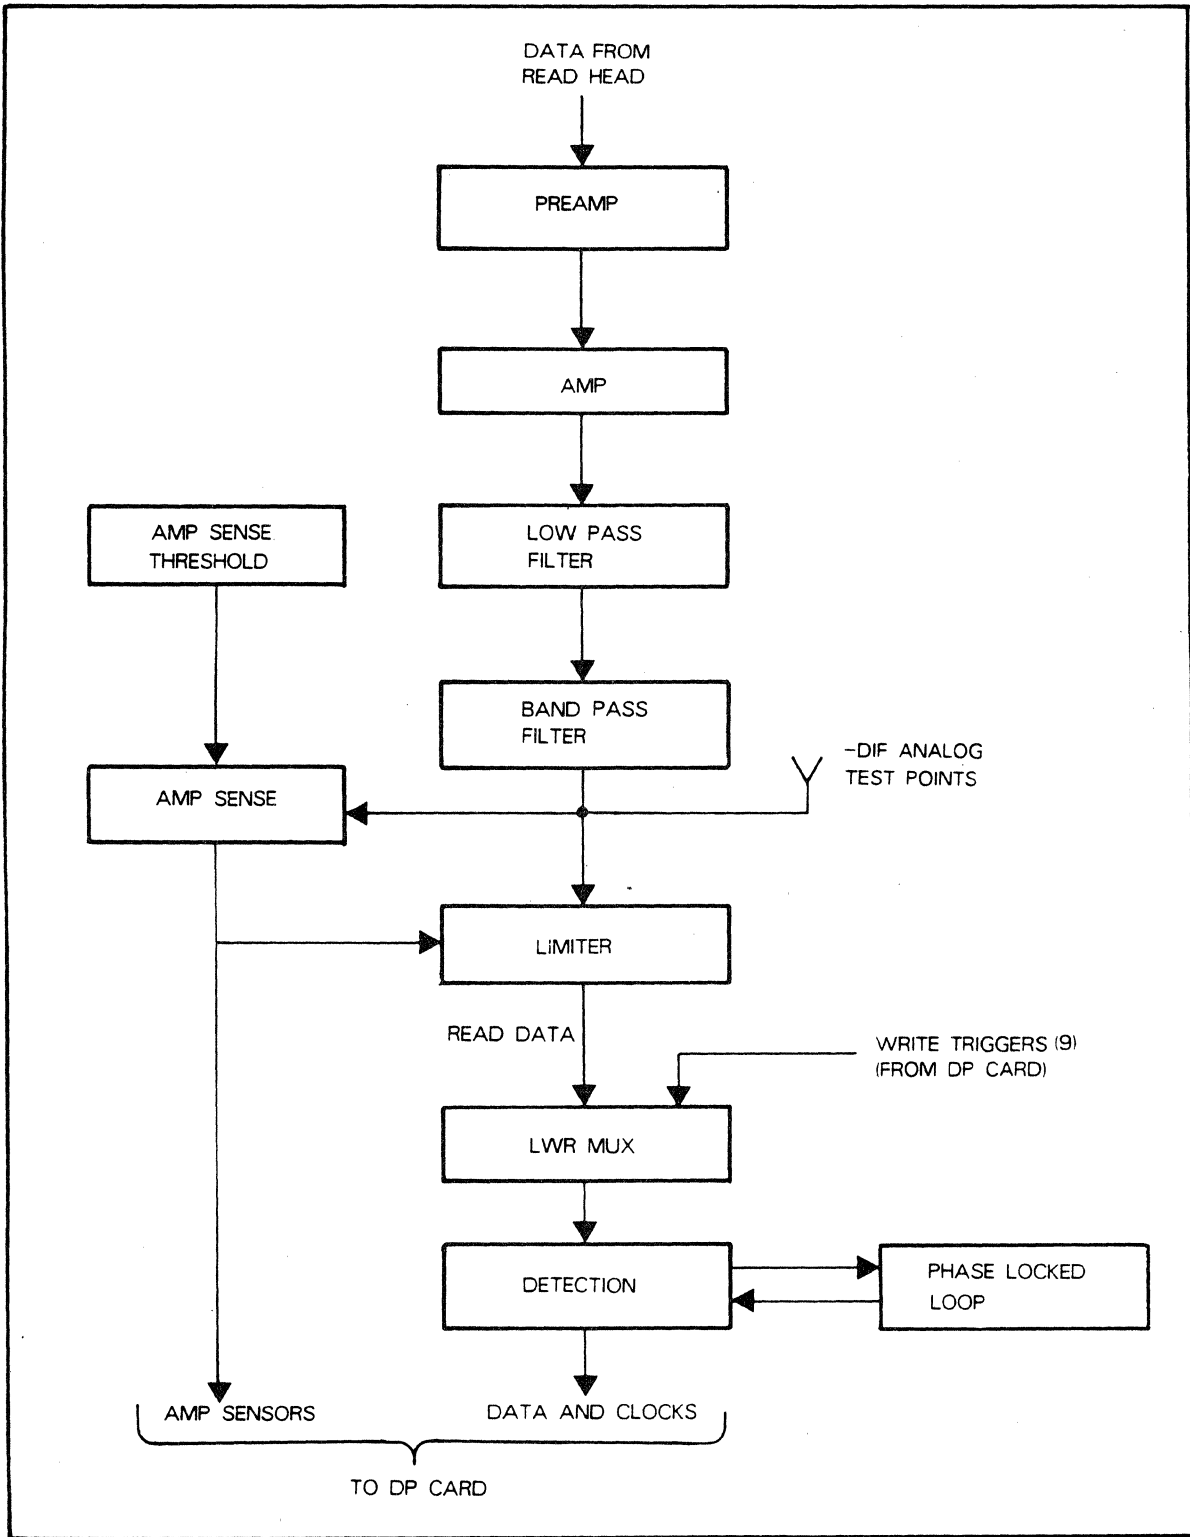 DATA FROM
READ HEAD
PREAMP
AMP
AMP SENSE
THRESHOLD
LOW PASS
FILTER
BAND PASS
FILTER
-DIF ANALOG
TEST POINTS
AMP SENSE
LIMITER
READ DATA
WRITE TRIGGERS (9)
(FROM DP CARD)
LWR MUX
DETECTION
PHASE LOCKED
LOOP
AMP SENSORS
DATA AND CLOCKS
TO DP CARD